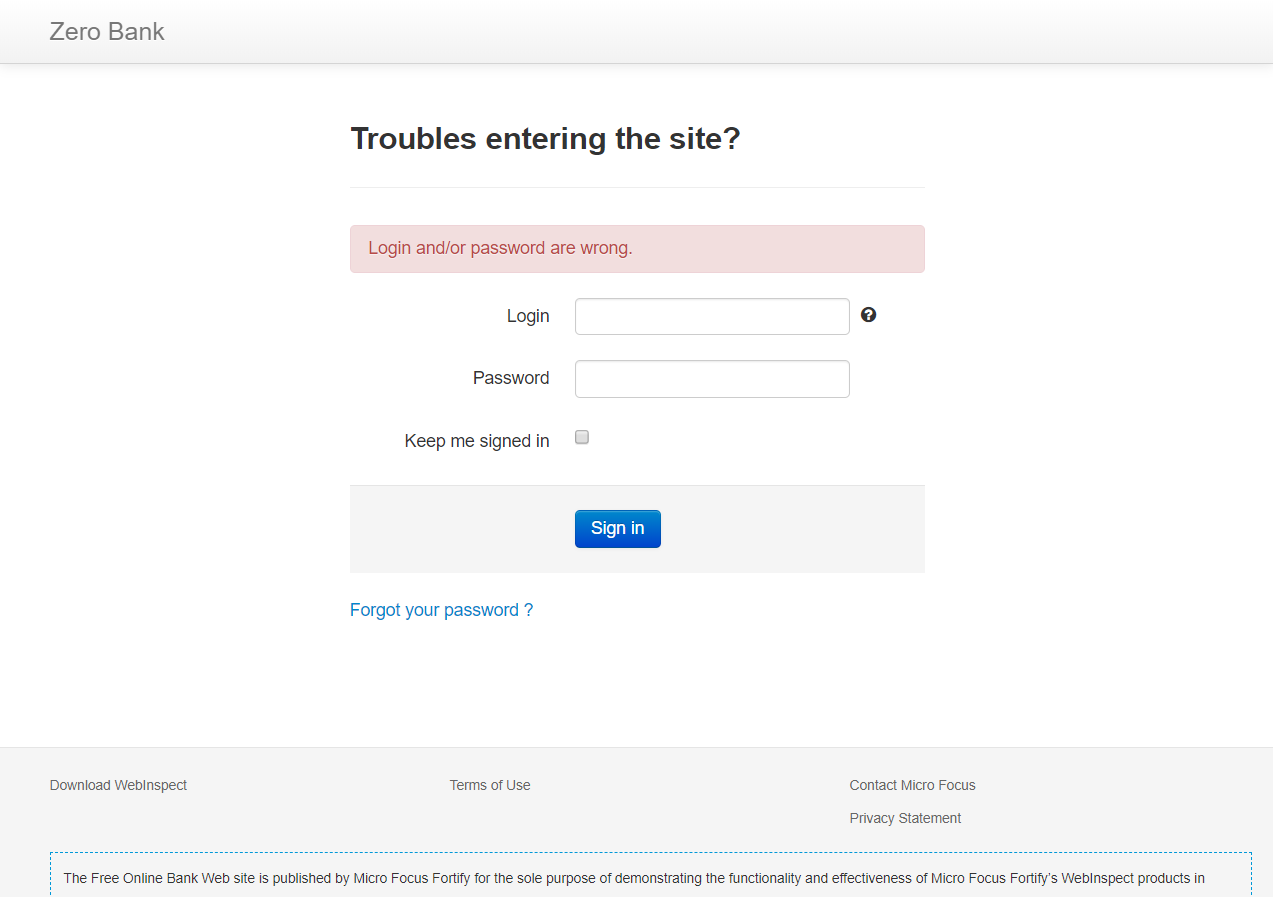 Zero Bank
Troubles entering the site?
Login and/or password are wrong.
Login
Password
Keep me signed in
Sign in
Forgot your password ?
Download WebInspect
Terms of Use
Contact Micro Focus
Privacy Statement
The Free Online Bank Web site is published by Micro Focus Fortify for the sole purpose of demonstrating the functionality and effectiveness of Micro Focus Fortify's WebInspect products in